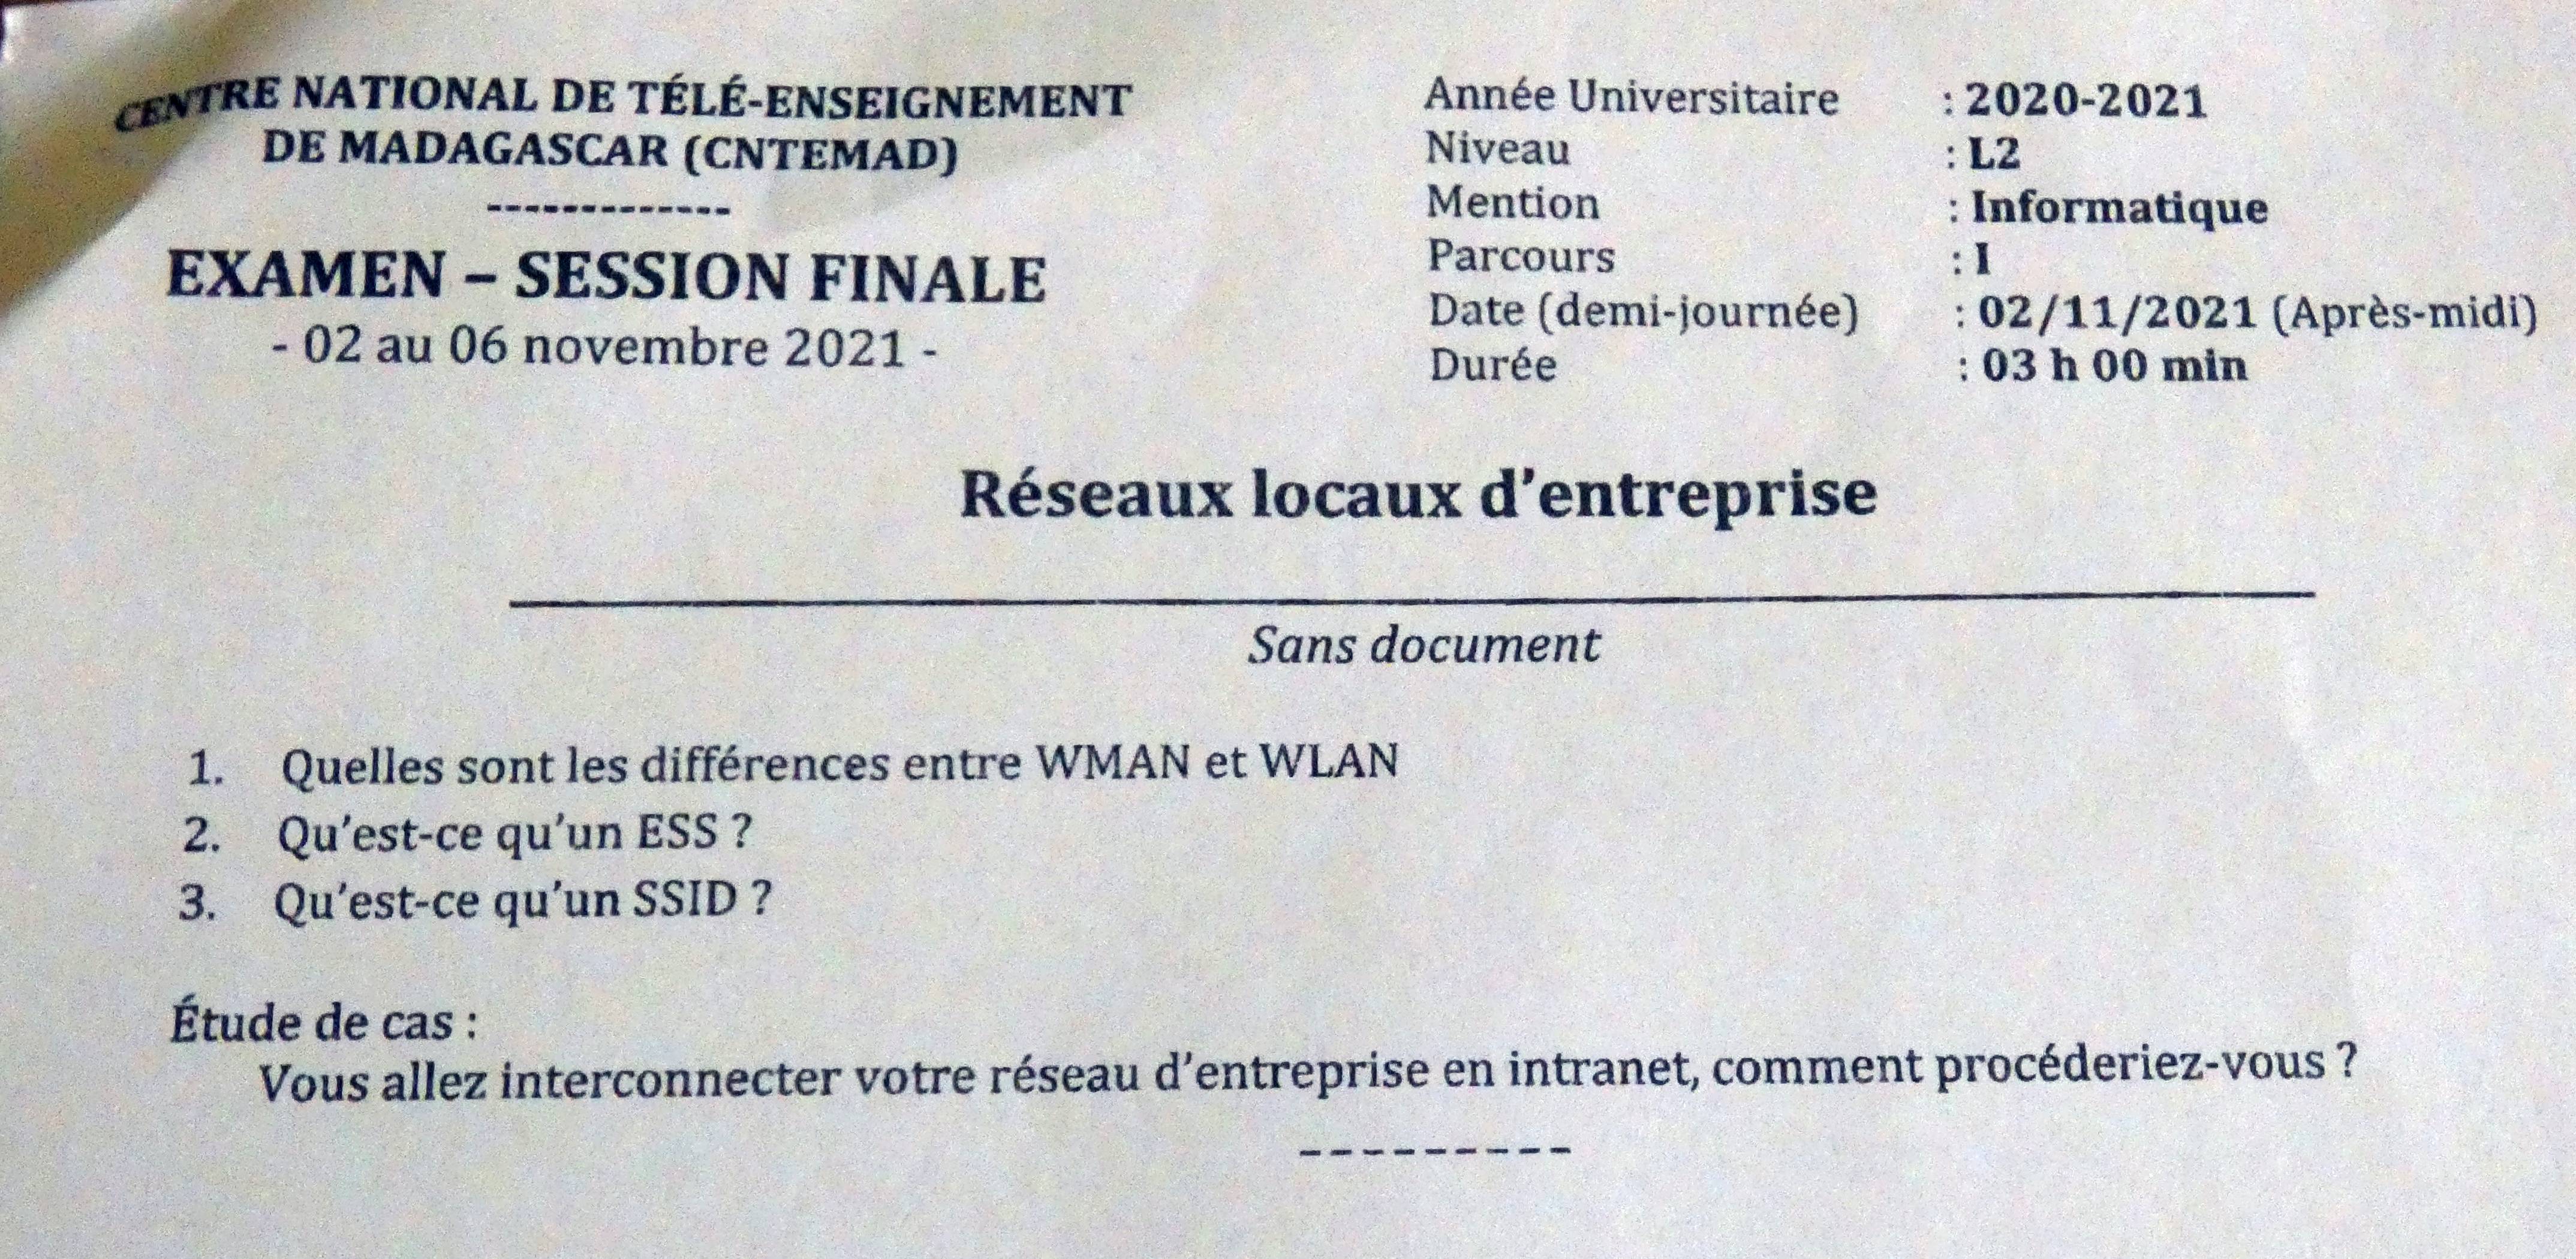 CENTRE NATIONAL DE TÉLÉ-ENSEIGNEMENT
DE MADAGASCAR (CNTEMAD)
-------------
EXAMEN – SESSION FINALE
- 02 au 06 novembre 2021 -
Année Universitaire : 2020-2021
Niveau : L2
Mention : Informatique
Parcours : I
Date (demi-journée) : 02/11/2021 (Après-midi)
Durée : 03 h 00 min
Réseaux locaux d'entreprise
Sans document
1. Quelles sont les différences entre WMAN et WLAN
2. Qu'est-ce qu'un ESS ?
3. Qu'est-ce qu'un SSID ?
Étude de cas :
Vous allez interconnecter votre réseau d'entreprise en intranet, comment procéderiez-vous ?
---------